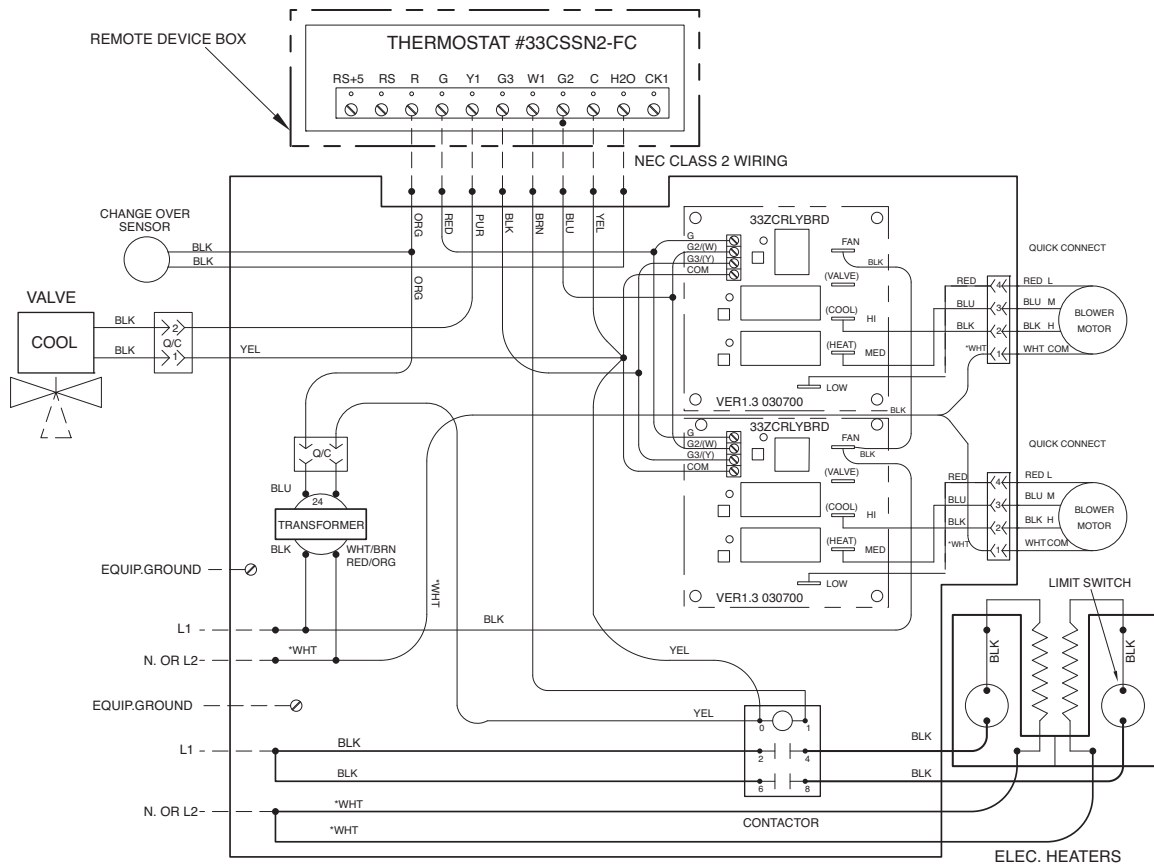 REMOTE DEVICE BOX
THERMOSTAT #33CSSN2-FC
RS+5 RS R G Y1 G3 W1 G2 C H2O CK1
NEC CLASS 2 WIRING
CHANGE OVER
SENSOR
BLK
BLK
ORG
RED
PUR
BLK
BRN
BLU
YEL
ORG
VALVE
COOL
BLK
BLK
2
Q/C
1
YEL
33ZCRLYBRD
G
G2/(W)
G3/(Y)
COM
FAN
BLK
(VALVE)
(COOL)
HI
(HEAT)
MED
LOW
VER1.3 030700
QUICK CONNECT
RED
BLU
BLK
*WHT
4
3
2
1
RED L
BLU M
BLK H
WHT COM
BLOWER
MOTOR
BLK
33ZCRLYBRD
G
G2/(W)
G3/(Y)
COM
FAN
BLK
(VALVE)
(COOL)
HI
(HEAT)
MED
LOW
VER1.3 030700
QUICK CONNECT
RED
BLU
BLK
*WHT
4
3
2
1
RED L
BLU M
BLK H
WHT COM
BLOWER
MOTOR
Q/C
BLU
24
TRANSFORMER
BLK
WHT/BRN
RED/ORG
EQUIP.GROUND
*WHT
L1
BLK
N. OR L2
*WHT
YEL
LIMIT SWITCH
BLK
BLK
EQUIP.GROUND
YEL
0
1
L1
BLK
2
4
BLK
BLK
6
8
BLK
N. OR L2
*WHT
*WHT
CONTACTOR
ELEC. HEATERS